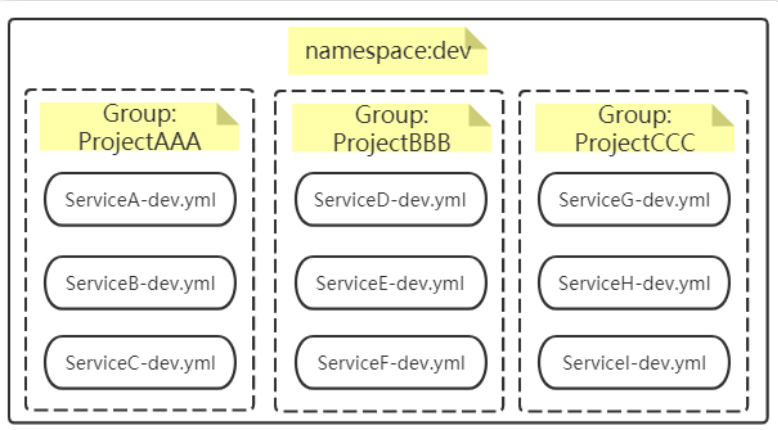 namespace:dev
Group:
ProjectAAA
ServiceA-dev.yml
ServiceB-dev.yml
ServiceC-dev.yml
Group:
ProjectBBB
ServiceD-dev.yml
ServiceE-dev.yml
ServiceF-dev.yml
Group:
ProjectCCC
ServiceG-dev.yml
ServiceH-dev.yml
ServiceI-dev.yml